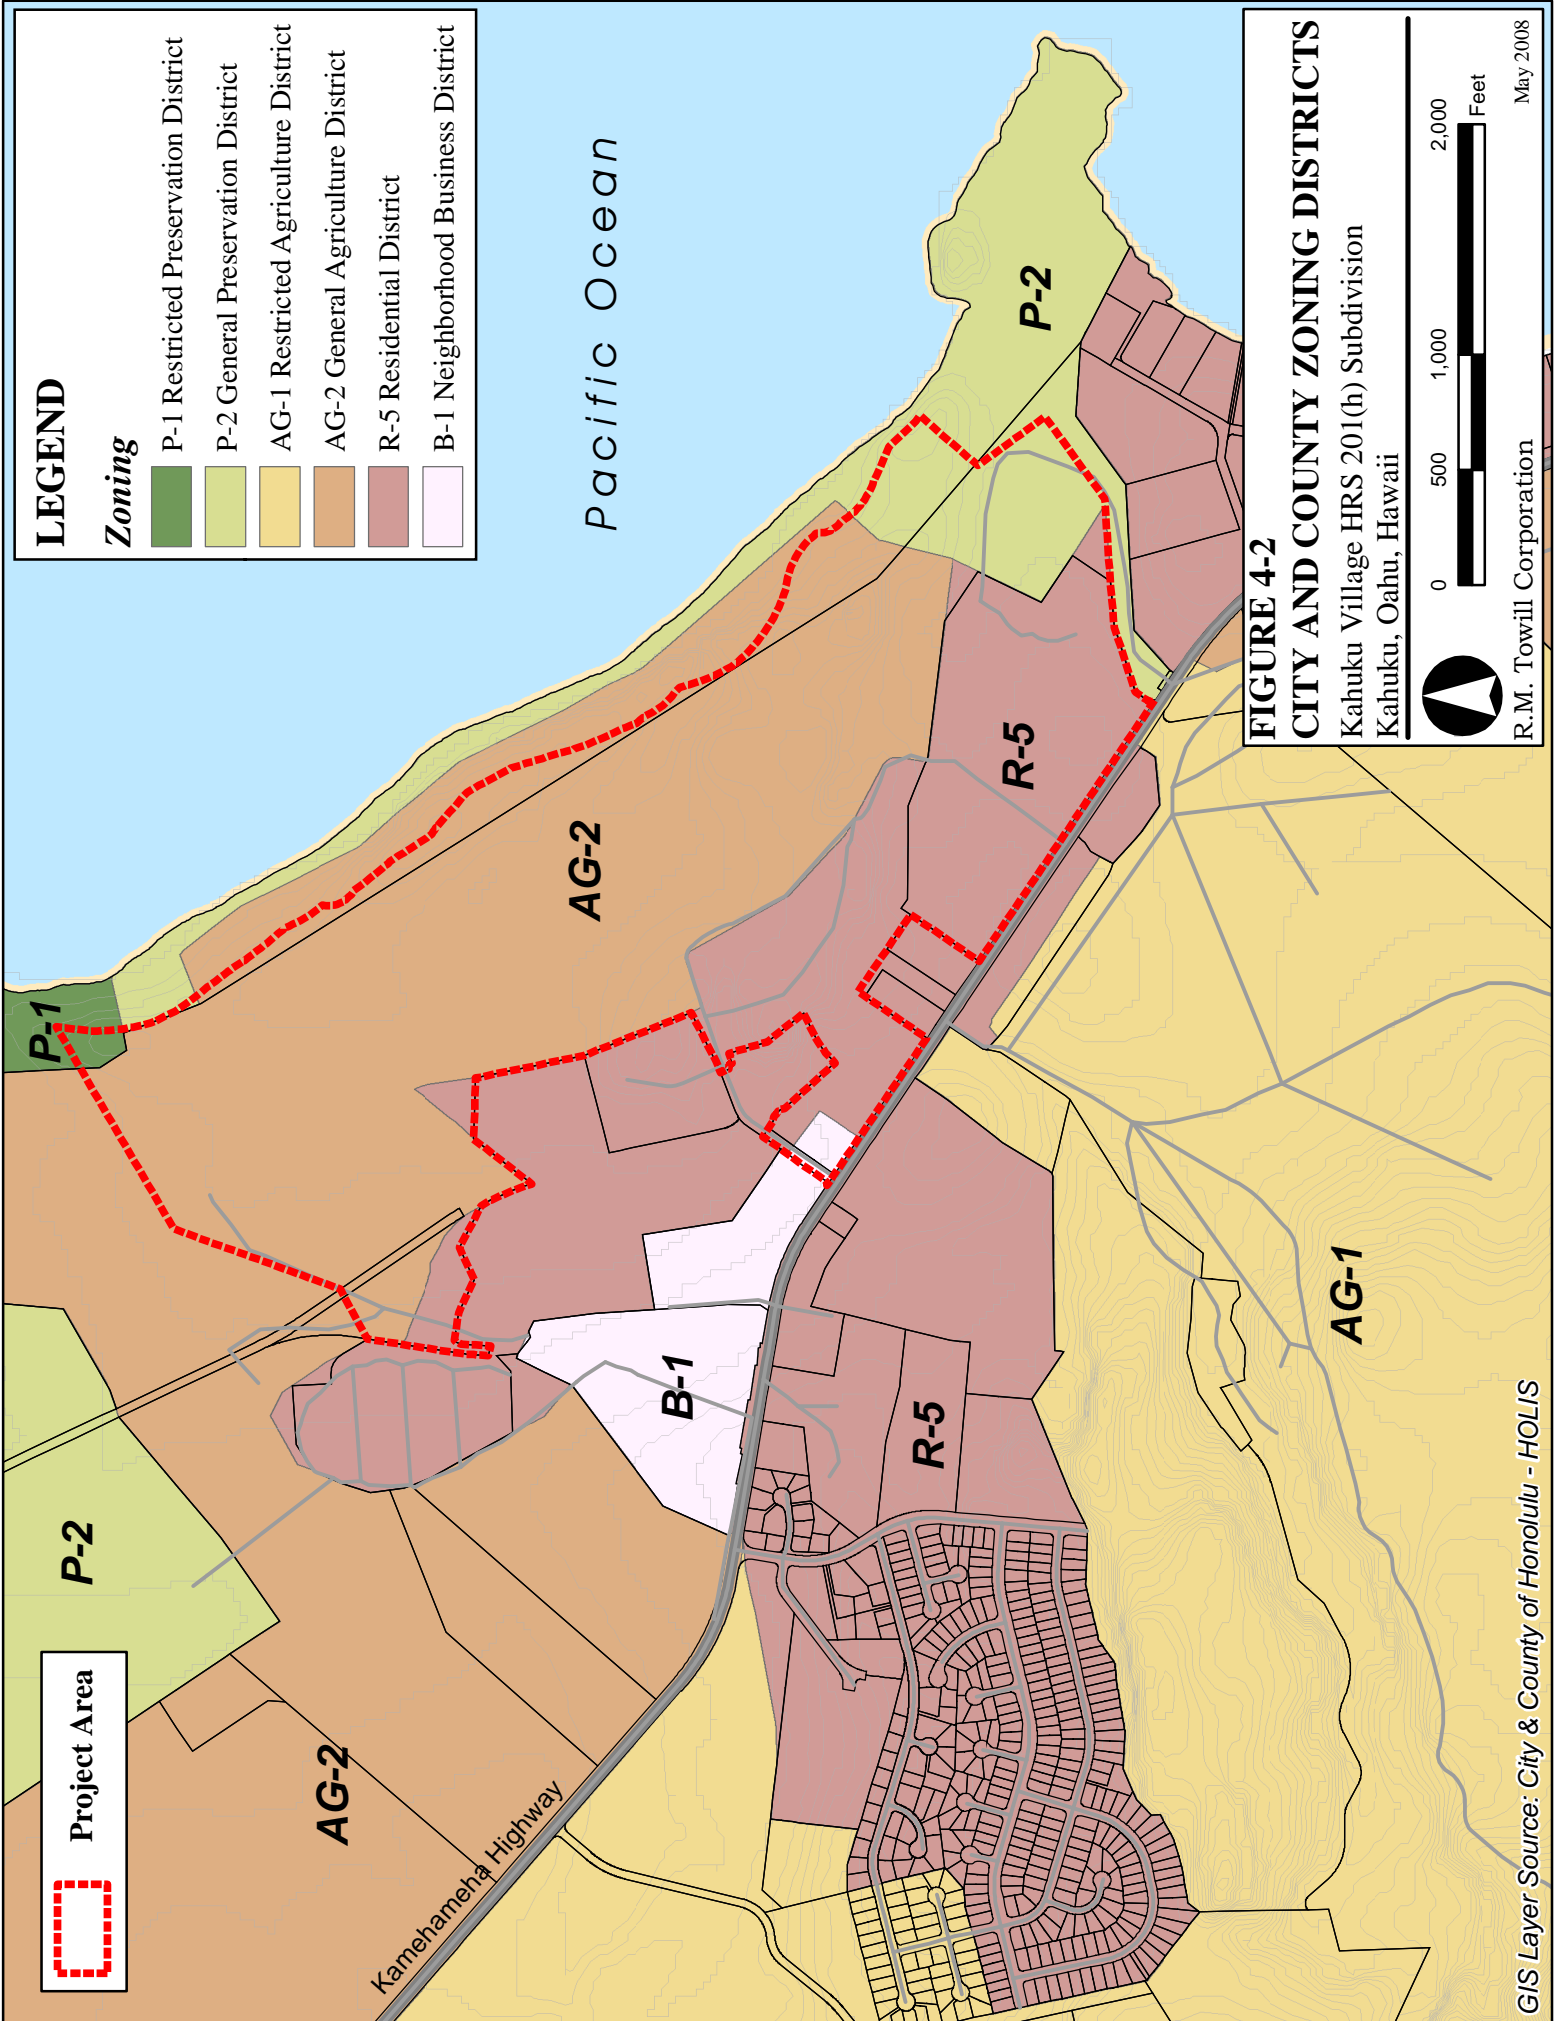 LEGEND
Zoning
P-1 Restricted Preservation District
P-2 General Preservation District
AG-1 Restricted Agriculture District
AG-2 General Agriculture District
R-5 Residential District
B-1 Neighborhood Business District
Project Area
Pacific Ocean
P-2
P-1
P-2
AG-2
AG-2
R-5
B-1
R-5
AG-1
Kamehameha Highway
FIGURE 4-2
CITY AND COUNTY ZONING DISTRICTS
Kahuku Village HRS 201(h) Subdivision
Kahuku, Oahu, Hawaii
0 500 1,000 2,000
Feet
R.M. Towill Corporation May 2008
GIS Layer Source: City & County of Honolulu - HOLIS